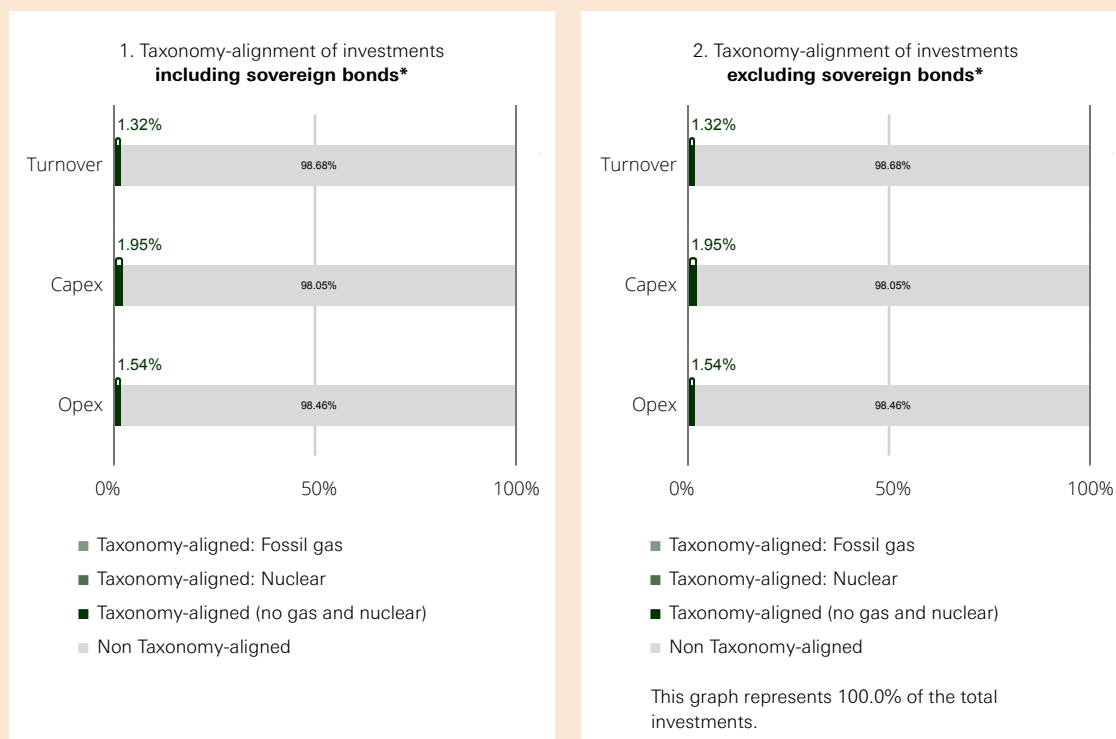 1. Taxonomy-alignment of investments
including sovereign bonds*
1.32%
Turnover
98.68%
1.95%
Capex
98.05%
1.54%
Opex
98.46%
0% 50% 100%
Taxonomy-aligned: Fossil gas
Taxonomy-aligned: Nuclear
Taxonomy-aligned (no gas and nuclear)
Non Taxonomy-aligned
2. Taxonomy-alignment of investments
excluding sovereign bonds*
1.32%
Turnover
98.68%
1.95%
Capex
98.05%
1.54%
Opex
98.46%
0% 50% 100%
Taxonomy-aligned: Fossil gas
Taxonomy-aligned: Nuclear
Taxonomy-aligned (no gas and nuclear)
Non Taxonomy-aligned
This graph represents 100.0% of the total
investments.